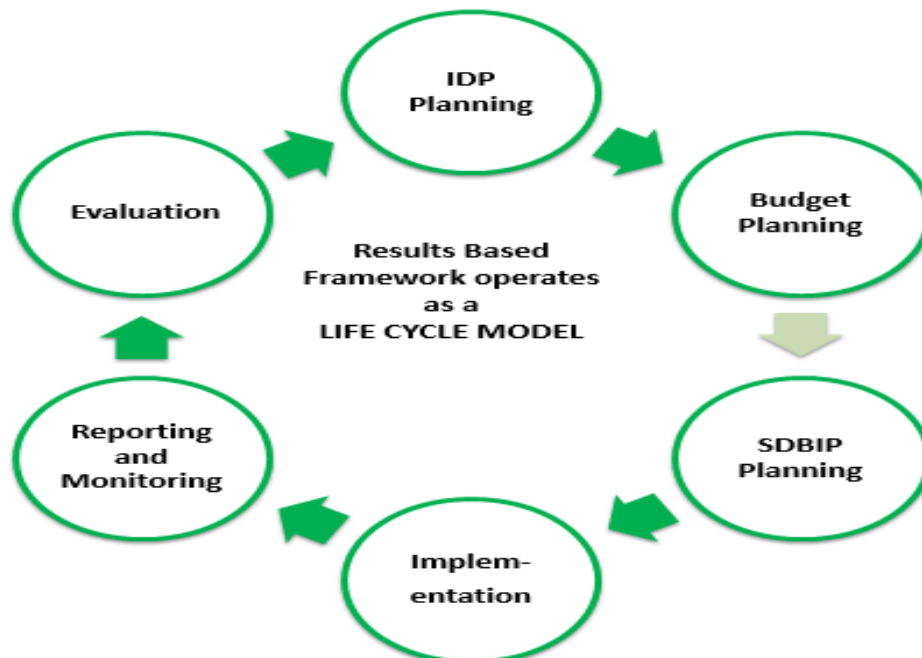 IDP
Planning
Budget
Planning
SDBIP
Planning
Implem-
entation
Reporting
and
Monitoring
Evaluation
Results Based
Framework operates
as a
LIFE CYCLE MODEL